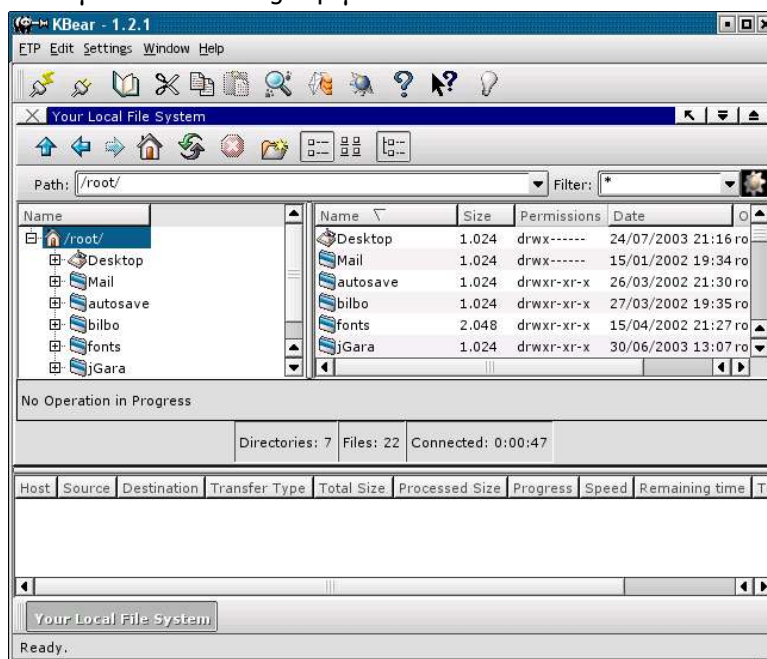 KBear - 1.2.1
FTP Edit Settings Window Help
Your Local File System
Path: /root/ Filter: *
Name
/root/
Desktop
Mail
autosave
bilbo
fonts
jGara
Name Size Permissions Date O
Desktop 1.024 drwx------ 24/07/2003 21:16 ro
Mail 1.024 drwx------ 15/01/2002 19:34 ro
autosave 1.024 drwxr-xr-x 26/03/2002 21:30 ro
bilbo 1.024 drwxr-xr-x 27/03/2002 19:35 ro
fonts 2.048 drwxr-xr-x 15/04/2002 21:27 ro
jGara 1.024 drwxr-xr-x 30/06/2003 13:07 ro
No Operation in Progress
Directories: 7 Files: 22 Connected: 0:00:47
Host Source Destination Transfer Type Total Size Processed Size Progress Speed Remaining time T
Your Local File System
Ready.